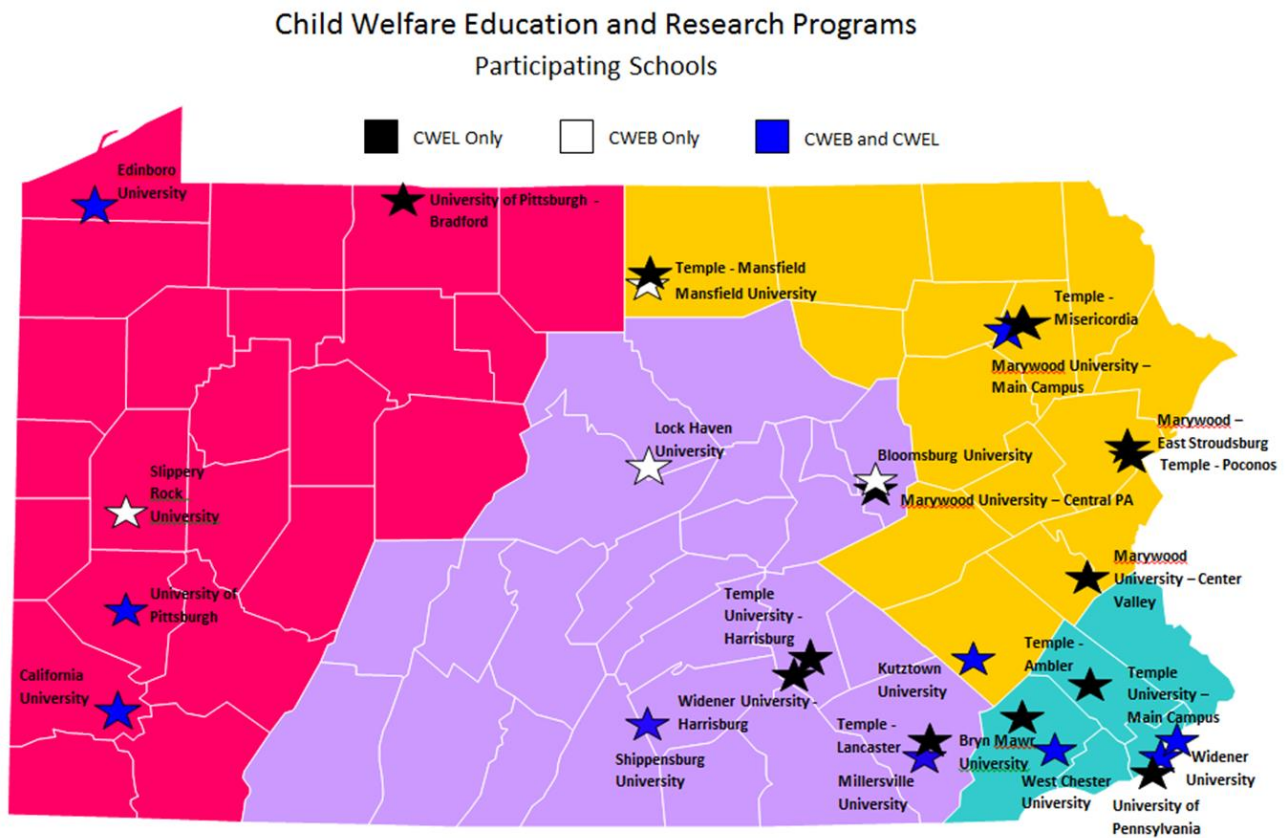 Child Welfare Education and Research Programs
Participating Schools
CWEL Only
CWEB Only
CWEB and CWEL
Edinboro
University
University of Pittsburgh -
Bradford
Temple - Mansfield
Mansfield University
Temple -
Misericordia
Marywood University –
Main Campus
Marywood –
East Stroudsburg
Temple - Poconos
Lock Haven
University
Bloomsburg University
Marywood University – Central PA
Slippery
Rock
University
University of
Pittsburgh
California
University
Marywood
University – Center
Valley
Temple
University -
Harrisburg
Widener University -
Harrisburg
Shippensburg
University
Kutztown
University
Temple -
Ambler
Temple
University –
Main Campus
Temple -
Lancaster
Millersville
University
Bryn Mawr
University
West Chester
University
Widener
University
University of
Pennsylvania